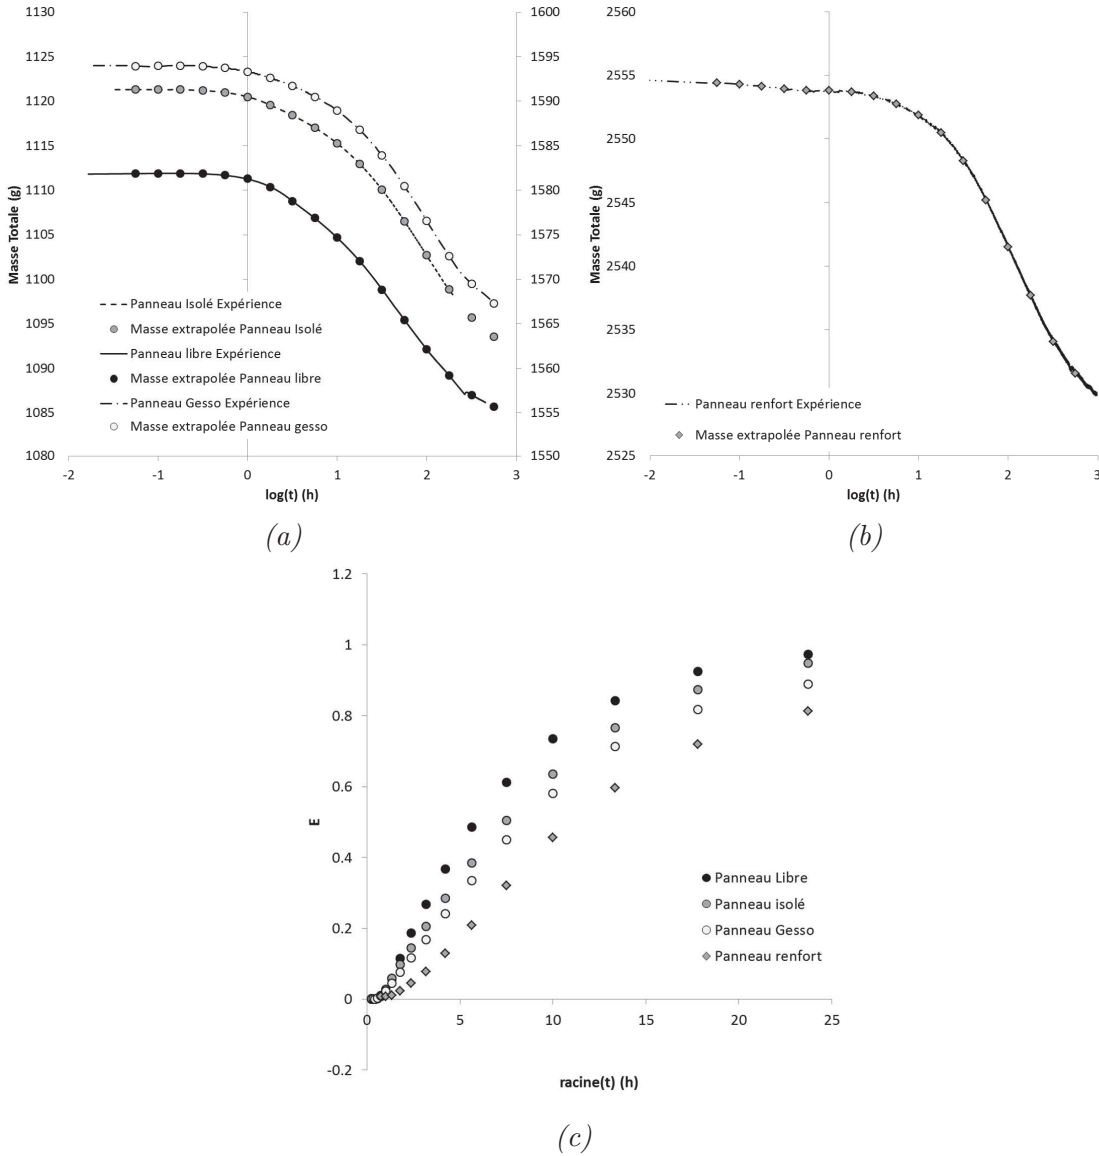 1130
1125
1120
1115
1110
1105
1100
1095
1090
1085
1080
Masse Totale (g)
1600
1595
1590
1585
1580
1575
1570
1565
1560
1555
1550
-2
-1
0
1
2
3
log(t) (h)
Panneau Isolé Expérience
Masse extrapolée Panneau Isolé
Panneau libre Expérience
Masse extrapolée Panneau libre
Panneau Gesso Expérience
Masse extrapolée Panneau gesso
(a)
2560
2555
2550
2545
2540
2535
2530
2525
Masse Totale (g)
-2
-1
0
1
2
3
log(t) (h)
Panneau renfort Expérience
Masse extrapolée Panneau renfort
(b)
1.2
1
0.8
0.6
0.4
0.2
0
-0.2
E
0
5
10
15
20
25
racine(t) (h)
Panneau Libre
Panneau isolé
Panneau Gesso
Panneau renfort
(c)